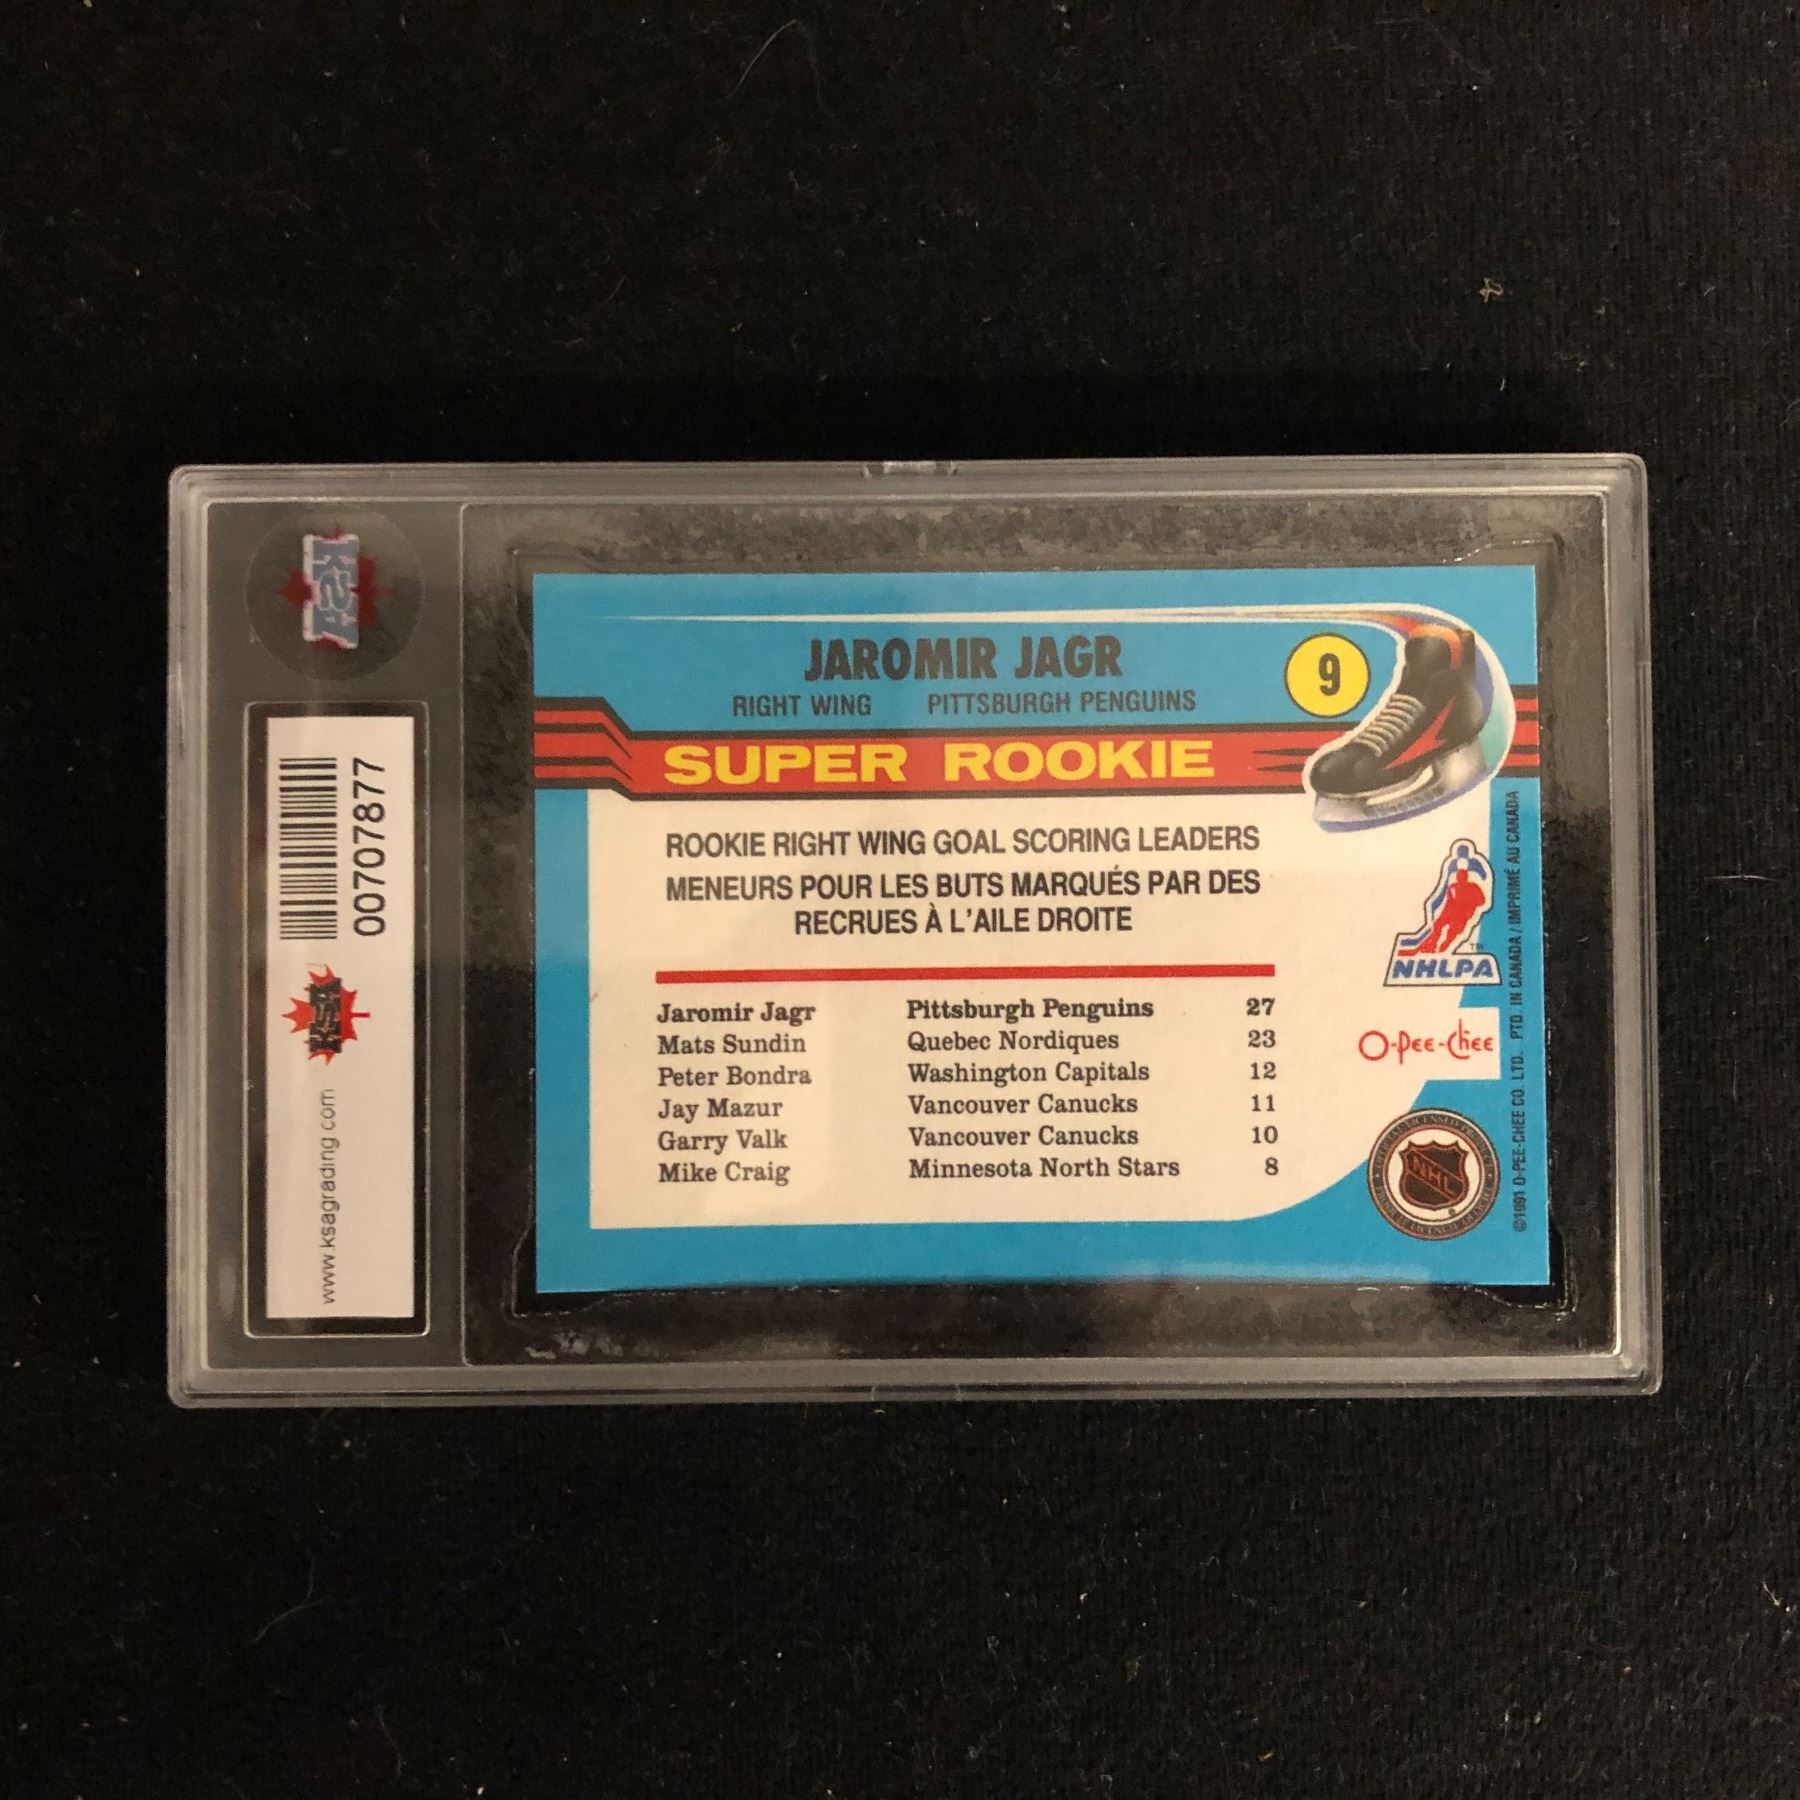 KSA
00707877
KSA
www.ksagrading.com
JAROMIR JAGR
9
RIGHT WING PITTSBURGH PENGUINS
SUPER ROOKIE
ROOKIE RIGHT WING GOAL SCORING LEADERS
MENEURS POUR LES BUTS MARQUÉS PAR DES
RECRUES À L'AILE DROITE
Jaromir Jagr Pittsburgh Penguins 27
Mats Sundin Quebec Nordiques 23
Peter Bondra Washington Capitals 12
Jay Mazur Vancouver Canucks 11
Garry Valk Vancouver Canucks 10
Mike Craig Minnesota North Stars 8
TM
NHLPA
O-Pee-Chee
NHL
©1991 O-PEE-CHEE CO. LTD. PTD. IN CANADA / IMPRIMÉ AU CANADA